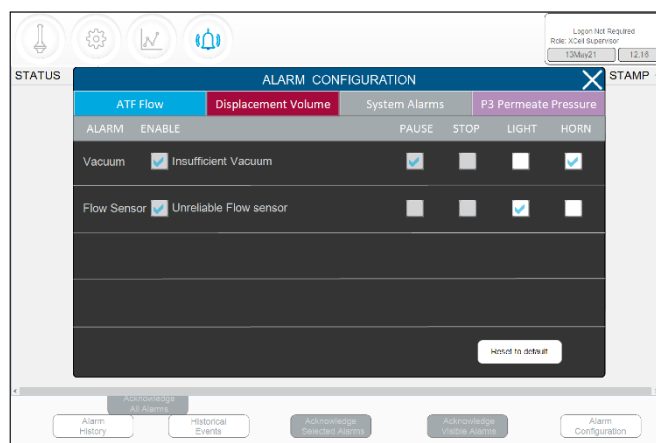 Logon Not Required
Role: XCell Supervisor
13May21 12.18
STATUS ALARM CONFIGURATION STAMP
ATF Flow Displacement Volume System Alarms P3 Permeate Pressure
ALARM ENABLE PAUSE STOP LIGHT HORN
Vacuum Insufficient Vacuum
Flow Sensor Unreliable Flow sensor
Reset to default
Acknowledge
All Alarms
Alarm
History
Historical
Events
Acknowledge
Selected Alarms
Acknowledge
Visible Alarms
Alarm
Configuration